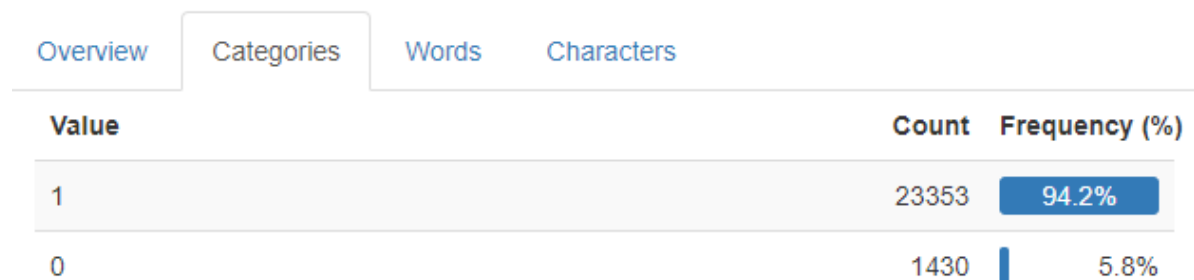 Overview Categories Words Characters
Value Count Frequency (%)
1 23353 94.2%
0 1430 5.8%